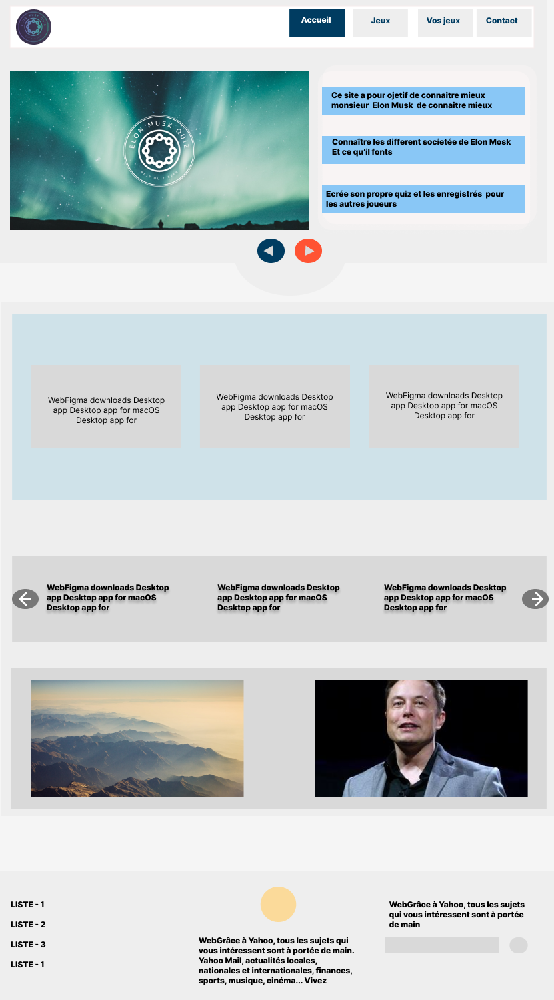 Accueil
Jeux
Vos jeux
Contact
ELON MUSK QUIZ
BEST QUIZ EVER
Ce site a pour ojetif de connaitre mieux
monsieur Elon Musk de connaitre mieux
Connaître les different societée de Elon Mosk
Et ce qu'il fonts
Ecrée son propre quiz et les enregistrés pour
les autres joueurs
WebFigma downloads Desktop
app Desktop app for macOS
Desktop app for
WebFigma downloads Desktop
app Desktop app for macOS
Desktop app for
WebFigma downloads Desktop
app Desktop app for macOS
Desktop app for
WebFigma downloads Desktop
app Desktop app for macOS
Desktop app for
WebFigma downloads Desktop
app Desktop app for macOS
Desktop app for
WebFigma downloads Desktop
app Desktop app for macOS
Desktop app for
LISTE - 1
LISTE - 2
LISTE - 3
LISTE - 1
WebGrâce à Yahoo, tous les sujets qui
vous intéressent sont à portée de main.
Yahoo Mail, actualités locales,
nationales et internationales, finances,
sports, musique, cinéma... Vivez
WebGrâce à Yahoo, tous les sujets
qui vous intéressent sont à portée
de main